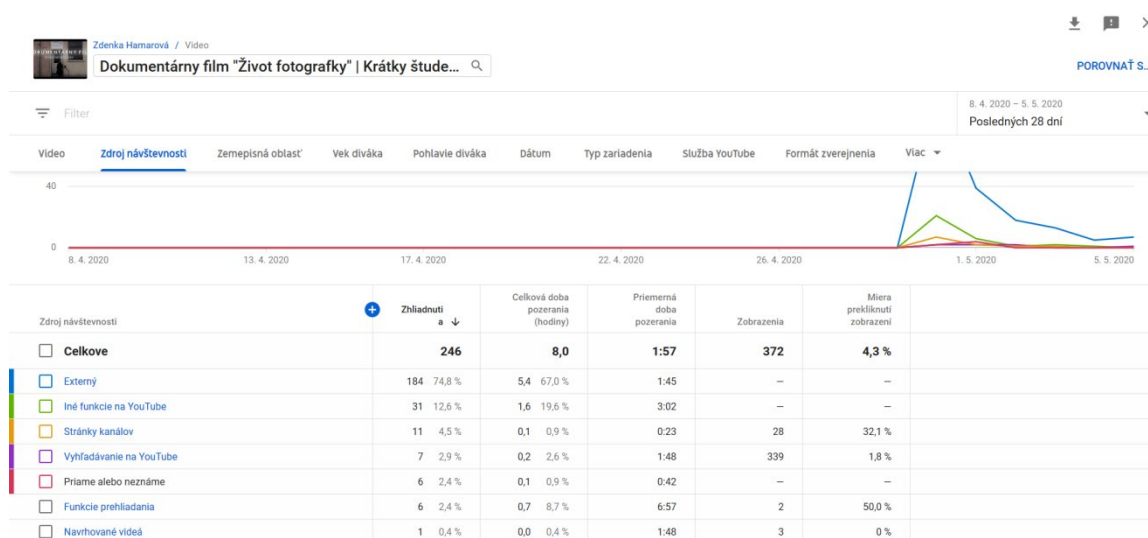 Zdenka Hamarová / Video
Dokumentárny film "Život fotografky" | Krátky štude...
POROVNAŤ S...
Filter
8. 4. 2020 – 5. 5. 2020
Posledných 28 dní
Video Zdroj návštevnosti Zemepisná oblasť Vek diváka Pohlavie diváka Dátum Typ zariadenia Služba YouTube Formát zverejnenia Viac
40
0
8. 4. 2020 13. 4. 2020 17. 4. 2020 22. 4. 2020 26. 4. 2020 1. 5. 2020 5. 5. 2020
Zdroj návštevnosti
Zhliadnuti
a
Celková doba
pozerania
(hodiny)
Priemerná
doba
pozerania
Zobrazenia
Miera
prekliknutí
zobrazení
Celkove 246 8,0 1:57 372 4,3 %
Externý 184 74,8 % 5,4 67,0 % 1:45 – –
Iné funkcie na YouTube 31 12,6 % 1,6 19,6 % 3:02 – –
Stránky kanálov 11 4,5 % 0,1 0,9 % 0:23 28 32,1 %
Vyhľadávanie na YouTube 7 2,9 % 0,2 2,6 % 1:48 339 1,8 %
Priame alebo neznáme 6 2,4 % 0,1 0,9 % 0:42 – –
Funkcie prehliadania 6 2,4 % 0,7 8,7 % 6:57 2 50,0 %
Navrhované videá 1 0,4 % 0,0 0,4 % 1:48 3 0 %